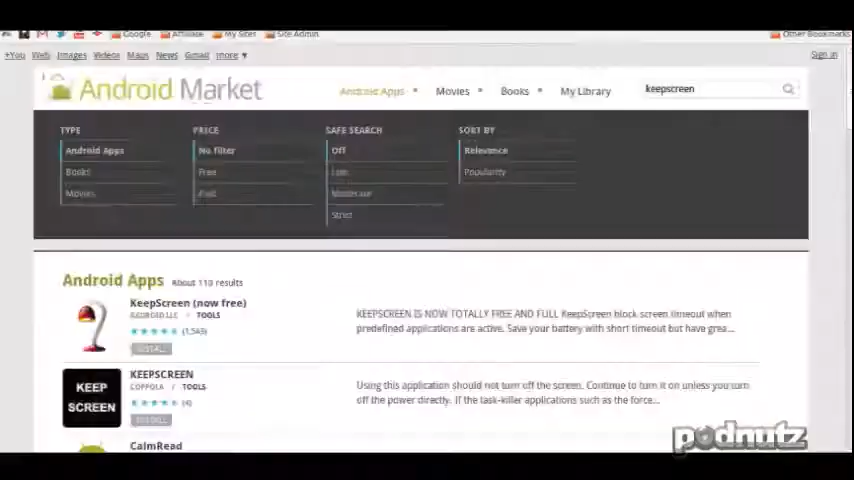 Google Affiliate My Sites Site Admin Other Bookmarks
+You Web Images Videos Maps News Gmail more ▼ Sign in
Android Market Android Apps Movies Books My Library keepscreen
TYPE PRICE SAFE SEARCH SORT BY
Android Apps No filter Off Relevance
Books Free Low Popularity
Movies Paid Moderate
Strict
Android Apps About 113 results
KeepScreen (now free)
TOOLS
KEEPSCREEN IS NOW TOTALLY FREE AND FULL KeepScreen block screen timeout when
predefined applications are active. Save your battery with short timeout but have grea...
INSTALL
KEEP
SCREEN
KEEPSCREEN
COPPOLA / TOOLS
(4)
INSTALL
Using this application should not turn off the screen. Continue to turn it on unless you turn
off the power directly. If the task-killer applications such as the force...
CalmRead
podnutz